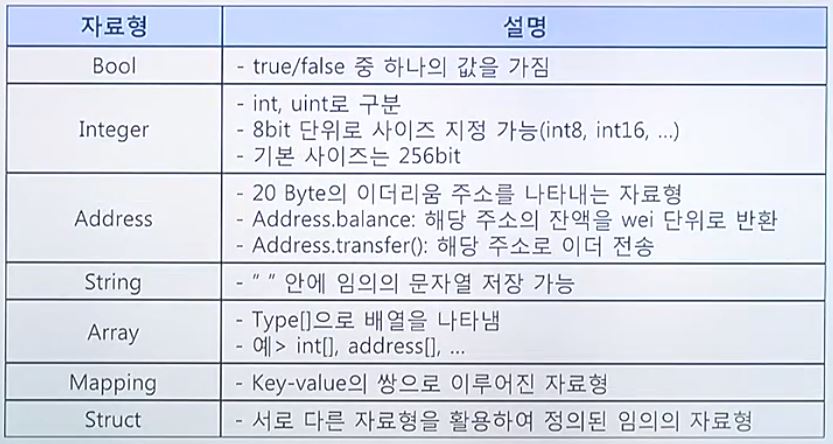 자료형 설명
Bool - true/false 중 하나의 값을 가짐
Integer - int, uint로 구분
- 8bit 단위로 사이즈 지정 가능(int8, int16, ...)
- 기본 사이즈는 256bit
Address - 20 Byte의 이더리움 주소를 나타내는 자료형
- Address.balance: 해당 주소의 잔액을 wei 단위로 반환
- Address.transfer(): 해당 주소로 이더 전송
String - " " 안에 임의의 문자열 저장 가능
Array - Type[]으로 배열을 나타냄
- 예> int[], address[], ...
Mapping - Key-value의 쌍으로 이루어진 자료형
Struct - 서로 다른 자료형을 활용하여 정의된 임의의 자료형